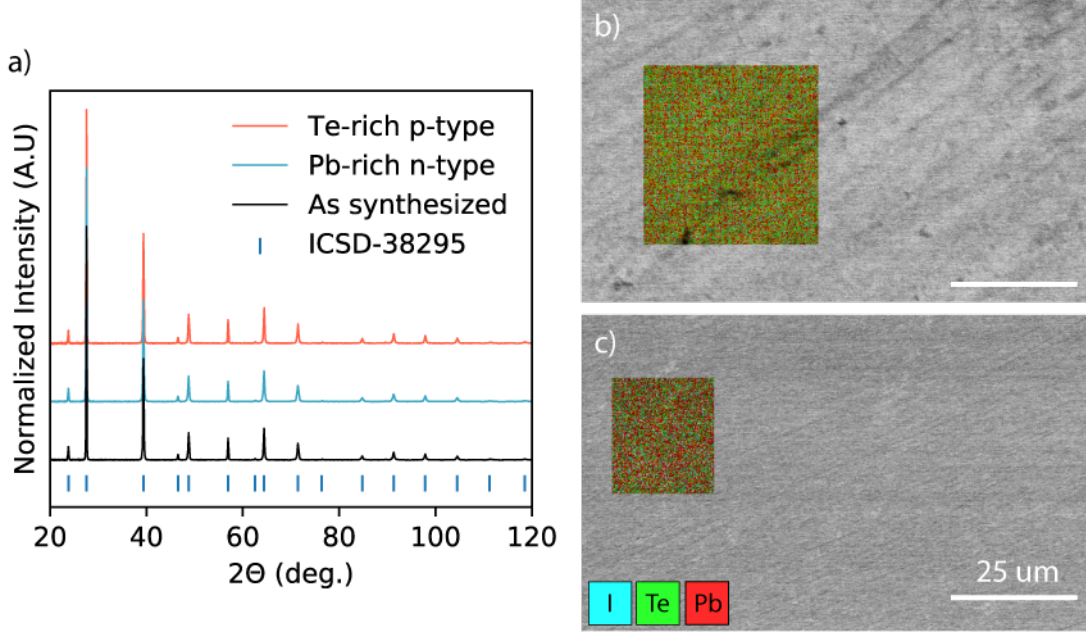 a)
Normalized Intensity (A.U)
Te-rich p-type
Pb-rich n-type
As synthesized
ICSD-38295
20 40 60 80 100 120
2Θ (deg.)
b)
c)
I Te Pb
25 um